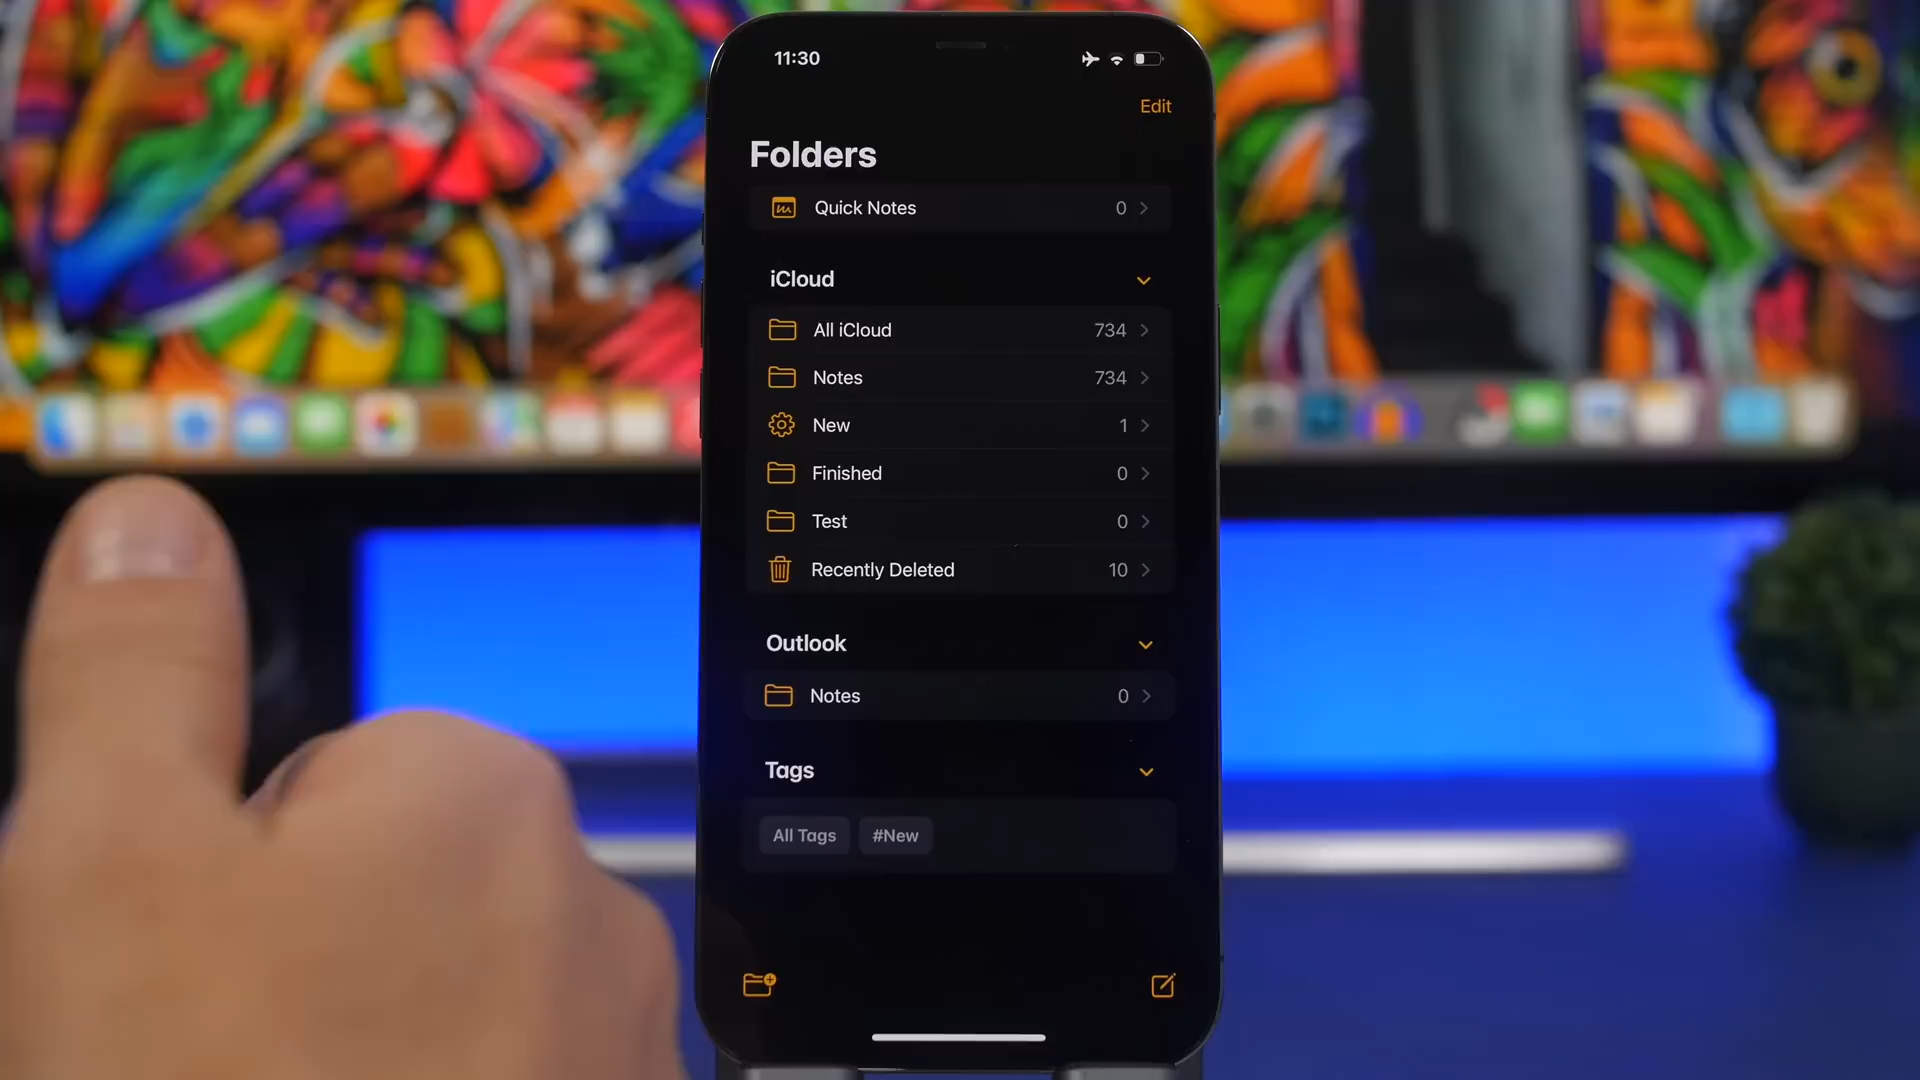 11:30
Edit
Folders
Quick Notes 0
iCloud
All iCloud 734
Notes 734
New 1
Finished 0
Test 0
Recently Deleted 10
Outlook
Notes 0
Tags
All Tags #New